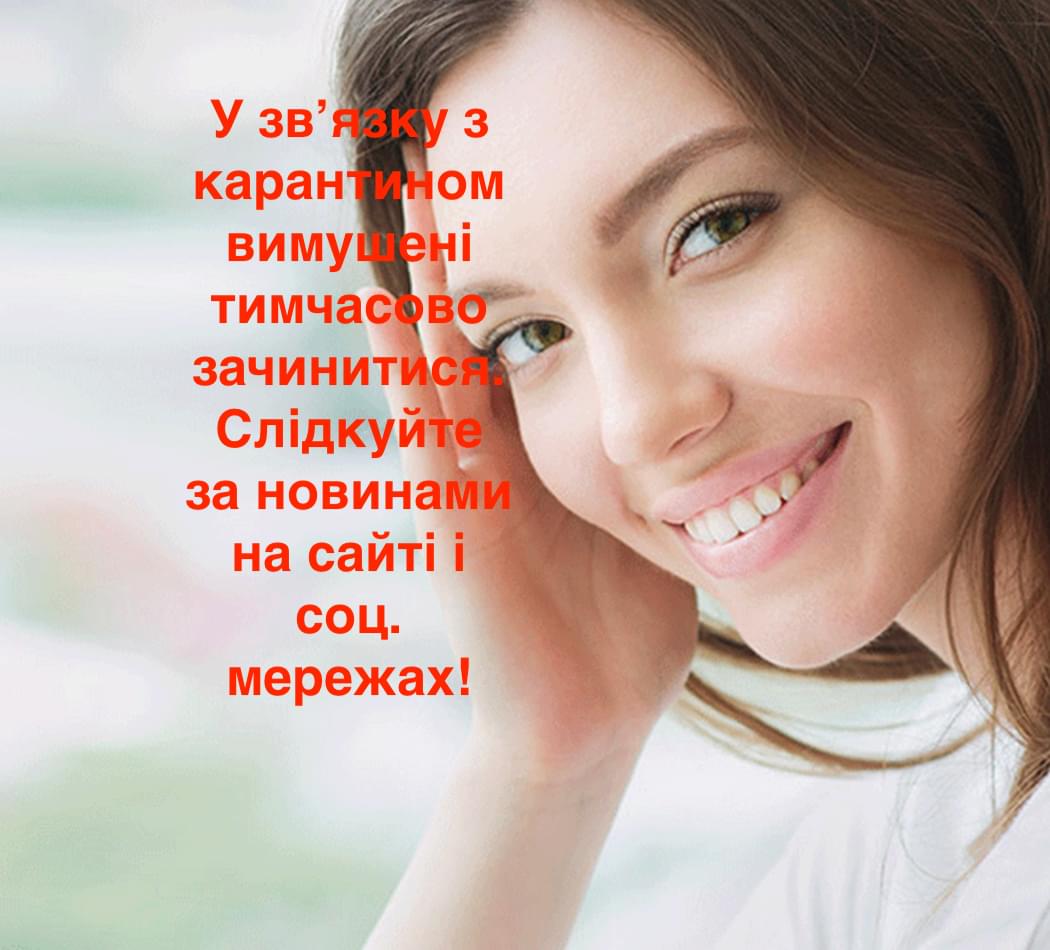 У зв’язку з
карантином
вимушені
тимчасово
зачинитися.
Слідкуйте
за новинами
на сайті і
соц.
мережах!